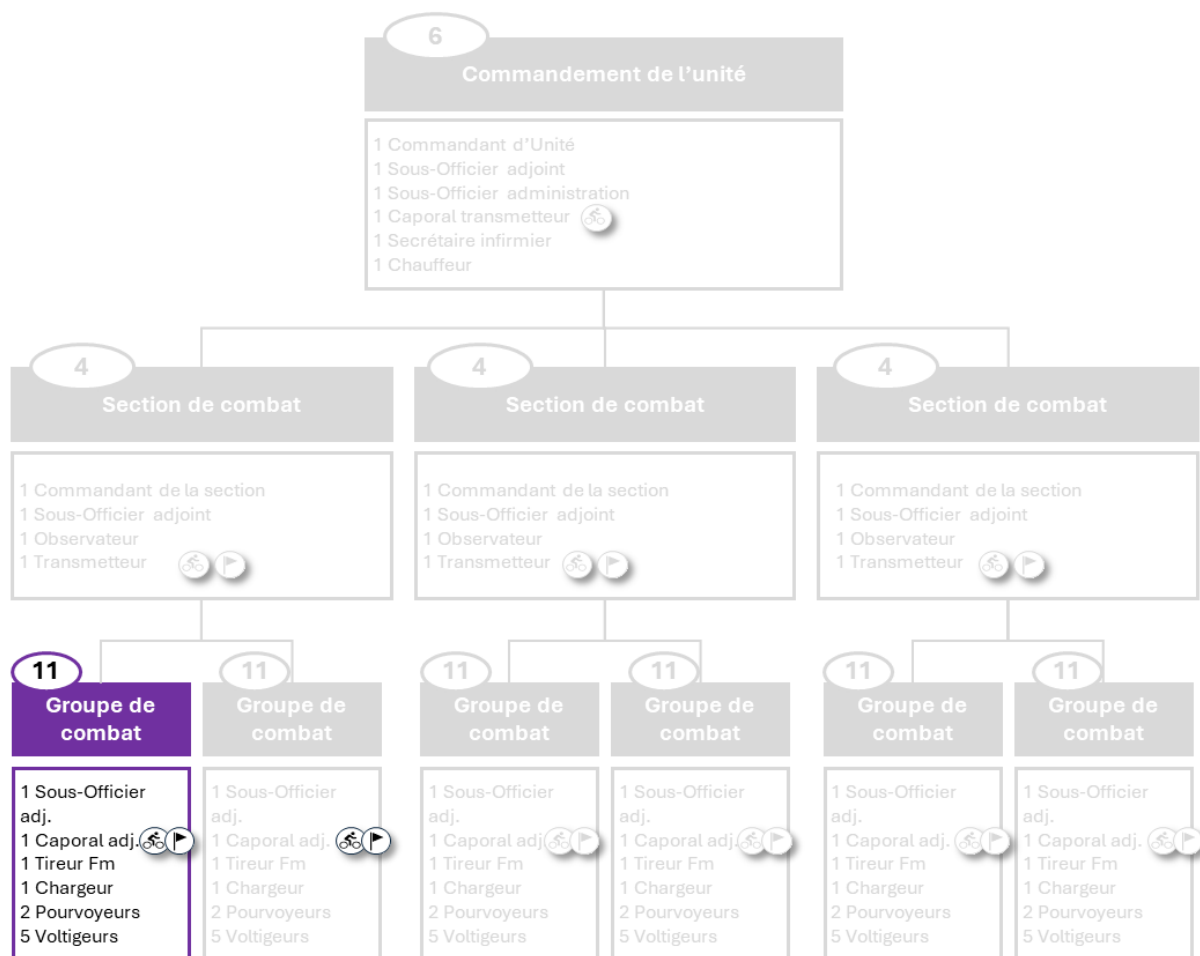 6
Commandement de l’unité
1 Commandant d’Unité
1 Sous-Officier adjoint
1 Sous-Officier administration
1 Caporal transmetteur
1 Secrétaire infirmier
1 Chauffeur
4
Section de combat
1 Commandant de la section
1 Sous-Officier adjoint
1 Observateur
1 Transmetteur
4
Section de combat
1 Commandant de la section
1 Sous-Officier adjoint
1 Observateur
1 Transmetteur
4
Section de combat
1 Commandant de la section
1 Sous-Officier adjoint
1 Observateur
1 Transmetteur
11
Groupe de
combat
1 Sous-Officier
adj.
1 Caporal adj.
1 Tireur Fm
1 Chargeur
2 Pourvoyeurs
5 Voltigeurs
11
Groupe de
combat
1 Sous-Officier
adj.
1 Caporal adj.
1 Tireur Fm
1 Chargeur
2 Pourvoyeurs
5 Voltigeurs
11
Groupe de
combat
1 Sous-Officier
adj.
1 Caporal adj.
1 Tireur Fm
1 Chargeur
2 Pourvoyeurs
5 Voltigeurs
11
Groupe de
combat
1 Sous-Officier
adj.
1 Caporal adj.
1 Tireur Fm
1 Chargeur
2 Pourvoyeurs
5 Voltigeurs
11
Groupe de
combat
1 Sous-Officier
adj.
1 Caporal adj.
1 Tireur Fm
1 Chargeur
2 Pourvoyeurs
5 Voltigeurs
11
Groupe de
combat
1 Sous-Officier
adj.
1 Caporal adj.
1 Tireur Fm
1 Chargeur
2 Pourvoyeurs
5 Voltigeurs